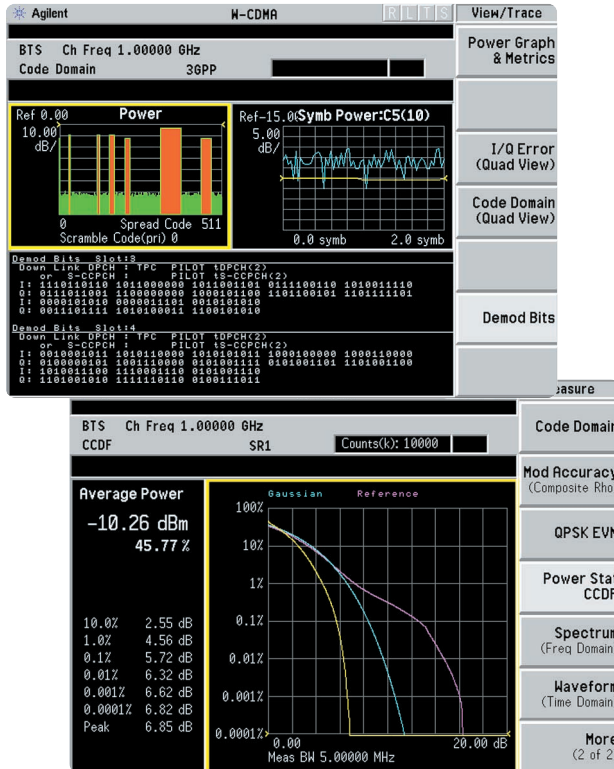 Agilent W-CDMA R L T S View/Trace
BTS Ch Freq 1.00000 GHz
Code Domain 3GPP
Power Graph
& Metrics
Ref 0.00 Power
10.00
dB/
0 Spread Code 511
Scramble Code(pri) 0
Ref-15.00 Symb Power:C5(10)
5.00
dB/
0.0 symb 2.0 symb
I/Q Error
(Quad View)
Code Domain
(Quad View)
Demod Bits
Demod Bits Slot:3
Down Link DPCH : TPC PILOT tDPCH(2)
or S-CCPCH : PILOT tS-CCPCH(2)
I: 1110110110 1011000000 1011001101 0111100110 1010011110
Q: 0111011001 1100000000 1000101100 1101100101 1101111101
I: 0001001010 0000011101 0010101010
Q: 0011101111 1010100011 1100101010
Demod Bits Slot:4
Down Link DPCH : TPC PILOT tDPCH(2)
or S-CCPCH : PILOT tS-CCPCH(2)
I: 0010001011 1010110000 1010101011 1000100000 1000110000
Q: 0100000101 1001110000 0101001111 0101001101 1101001100
I: 1010011100 1110001110 1010001110
Q: 1101001010 1111110110 0100111010
easure
BTS Ch Freq 1.00000 GHz
CCDF SR1 Counts(k): 10000
Code Domain
Mod Accuracy
(Composite Rho
QPSK EVM
Power Stat
CCDF
Spectrum
(Freq Domain
Waveform
(Time Domain
More
(2 of 2
Average Power
-10.26 dBm
45.77 %
10.0% 2.55 dB
1.0% 4.56 dB
0.1% 5.72 dB
0.01% 6.32 dB
0.001% 6.62 dB
0.0001% 6.82 dB
Peak 6.85 dB
Gaussian Reference
100%
10%
1%
0.1%
0.01%
0.001%
0.0001%
0.00 20.00 dB
Meas BW 5.00000 MHz